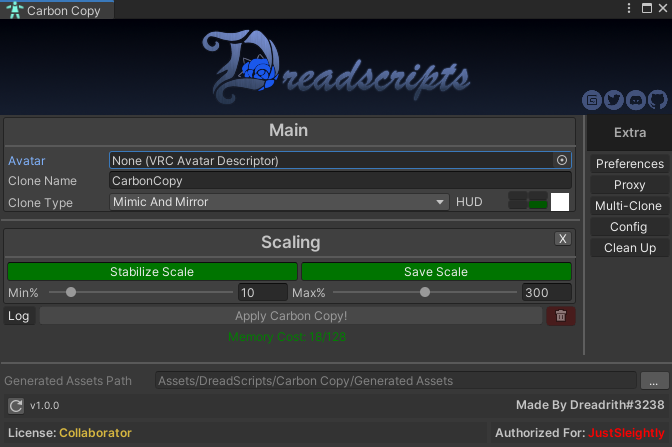 Carbon Copy
Dreadscripts
Main
Extra
Avatar None (VRC Avatar Descriptor)
Clone Name CarbonCopy
Clone Type Mimic And Mirror HUD
Preferences
Proxy
Multi-Clone
Config
Clean Up
Scaling X
Stabilize Scale Save Scale
Min% 10 Max% 300
Log Apply Carbon Copy!
Memory Cost: 18/128
Generated Assets Path Assets/DreadScripts/Carbon Copy/Generated Assets ...
v1.0.0 Made By Dreadrith#3238
License: Collaborator Authorized For: JustSleightly